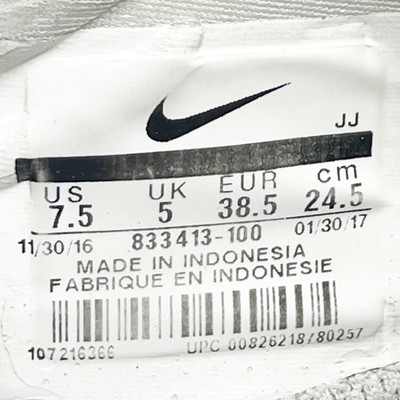 JJ
US UK EUR cm
7.5 5 38.5 24.5
11/30/16 833413-100 01/30/17
MADE IN INDONESIA
FABRIQUE EN INDONESIE
107216366 UPC 00826218780257